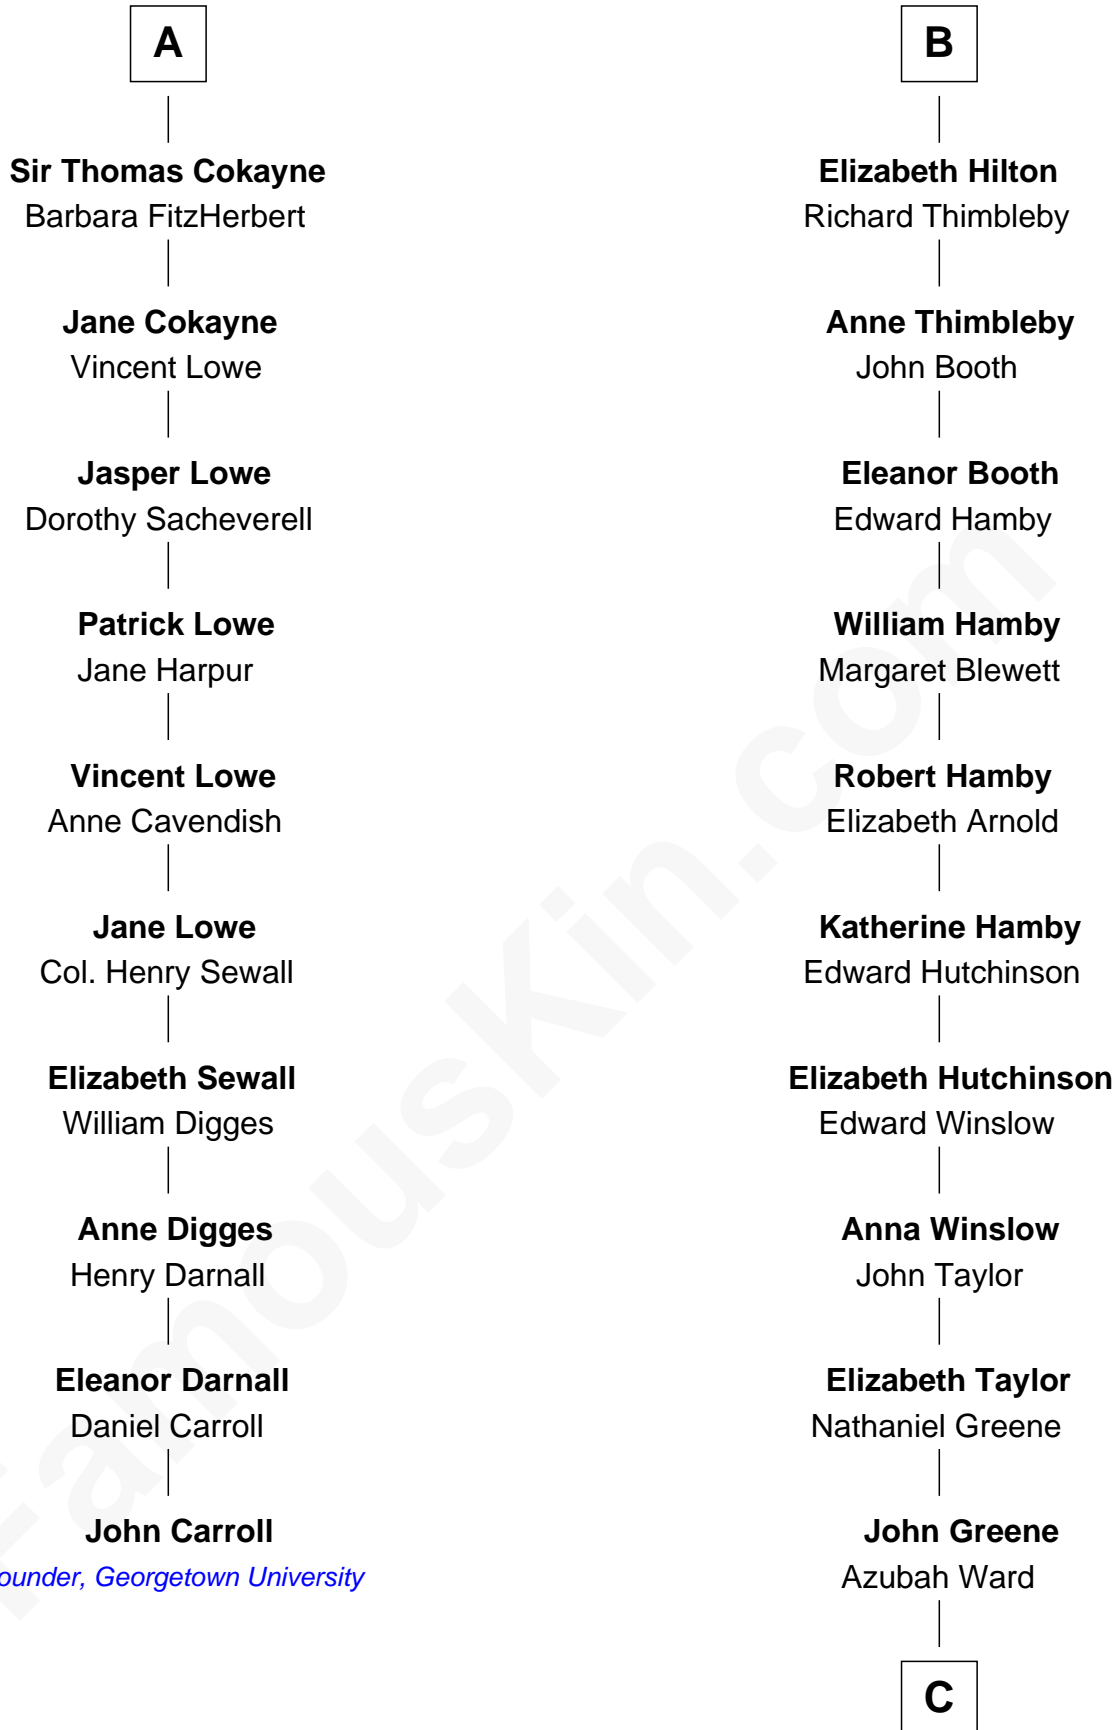 A
Sir Thomas Cokayne
Barbara FitzHerbert
Jane Cokayne
Vincent Lowe
Jasper Lowe
Dorothy Sacheverell
Patrick Lowe
Jane Harpur
Vincent Lowe
Anne Cavendish
Jane Lowe
Col. Henry Sewall
Elizabeth Sewall
William Digges
Anne Digges
Henry Darnall
Eleanor Darnall
Daniel Carroll
John Carroll
ounder, Georgetown University
B
Elizabeth Hilton
Richard Thimbleby
Anne Thimbleby
John Booth
Eleanor Booth
Edward Hamby
William Hamby
Margaret Blewett
Robert Hamby
Elizabeth Arnold
Katherine Hamby
Edward Hutchinson
Elizabeth Hutchinson
Edward Winslow
Anna Winslow
John Taylor
Elizabeth Taylor
Nathaniel Greene
John Greene
Azubah Ward
C
FamousKin.com